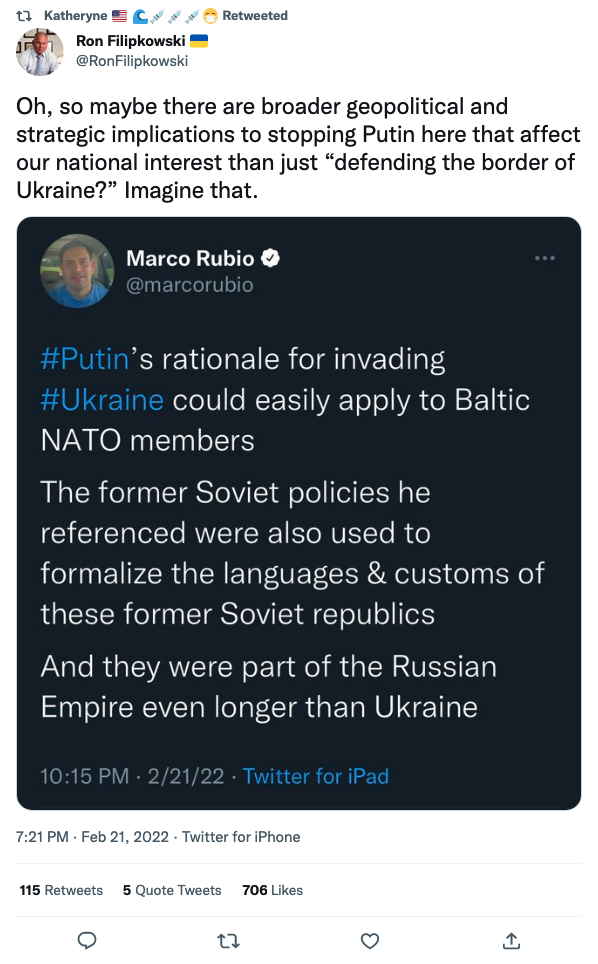 Katheryne 🇺🇸 🌊💉💉💉😷 Retweeted
Ron Filipkowski 🇺🇦
@RonFilipkowski
Oh, so maybe there are broader geopolitical and
strategic implications to stopping Putin here that affect
our national interest than just “defending the border of
Ukraine?” Imagine that.
Marco Rubio
@marcorubio
#Putin’s rationale for invading
#Ukraine could easily apply to Baltic
NATO members
The former Soviet policies he
referenced were also used to
formalize the languages & customs of
these former Soviet republics
And they were part of the Russian
Empire even longer than Ukraine
10:15 PM · 2/21/22 · Twitter for iPad
7:21 PM · Feb 21, 2022 · Twitter for iPhone
115 Retweets 5 Quote Tweets 706 Likes